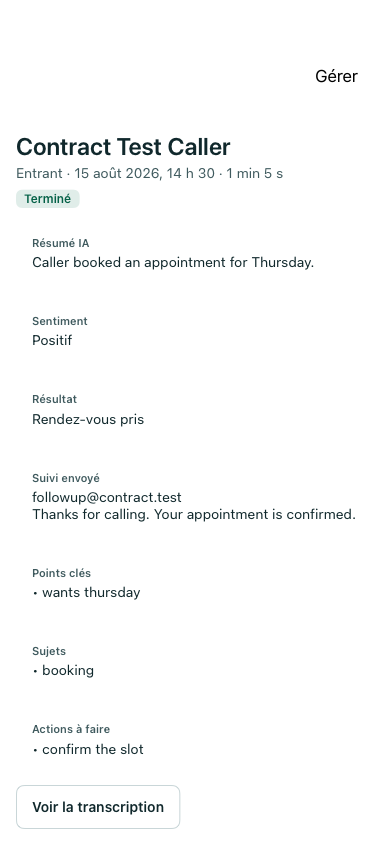 Gérer
Contract Test Caller
Entrant · 15 août 2026, 14 h 30 · 1 min 5 s
Terminé
Résumé IA
Caller booked an appointment for Thursday.
Sentiment
Positif
Résultat
Rendez-vous pris
Suivi envoyé
followup@contract.test
Thanks for calling. Your appointment is confirmed.
Points clés
• wants thursday
Sujets
• booking
Actions à faire
• confirm the slot
Voir la transcription